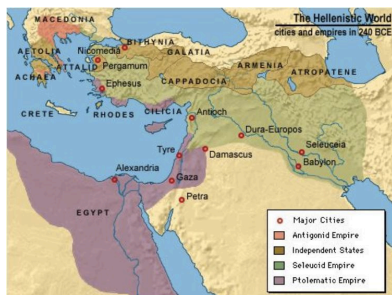 The Hellenistic World
cities and empires in 240 BCE
MACEDONIA
BITHYNIA
Nicomedia
GALATIA
AETOLIA
ATTALID
Pergamum
ARMENIA
ATROPATENE
ACHAEA
Ephesus
CAPPADOCIA
CRETE
RHODES
CILICIA
Antioch
Dura-Europos
Tyre
Damascus
Seleuceia
Babylon
Alexandria
Gaza
Petra
EGYPT
Major Cities
Antigonid Empire
Independent States
Seleucid Empire
Ptolematic Empire